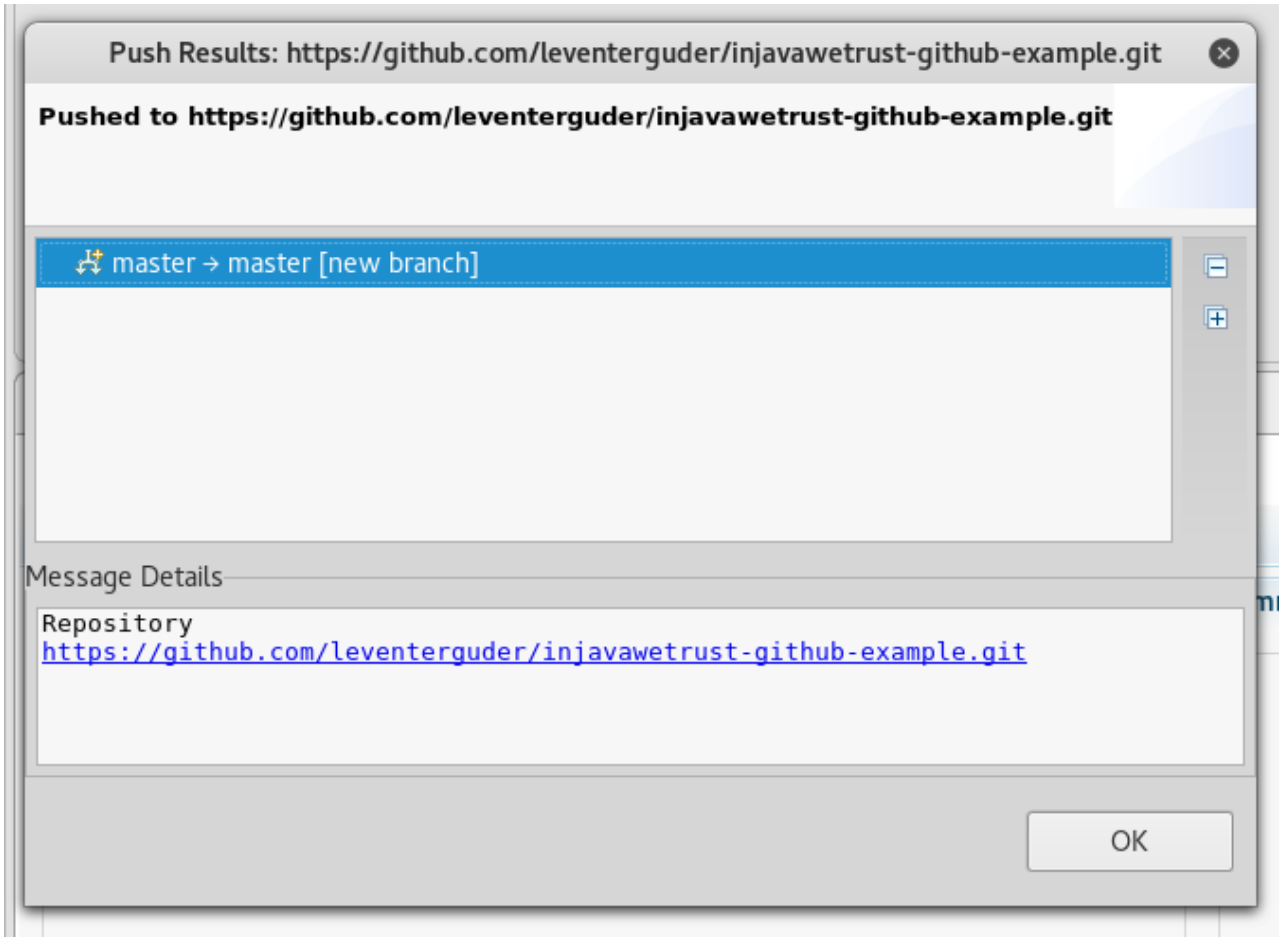 Push Results: https://github.com/leventerguder/injavawetrust-github-example.git
Pushed to https://github.com/leventerguder/injavawetrust-github-example.git
master → master [new branch]
Message Details
Repository
https://github.com/leventerguder/injavawetrust-github-example.git
OK